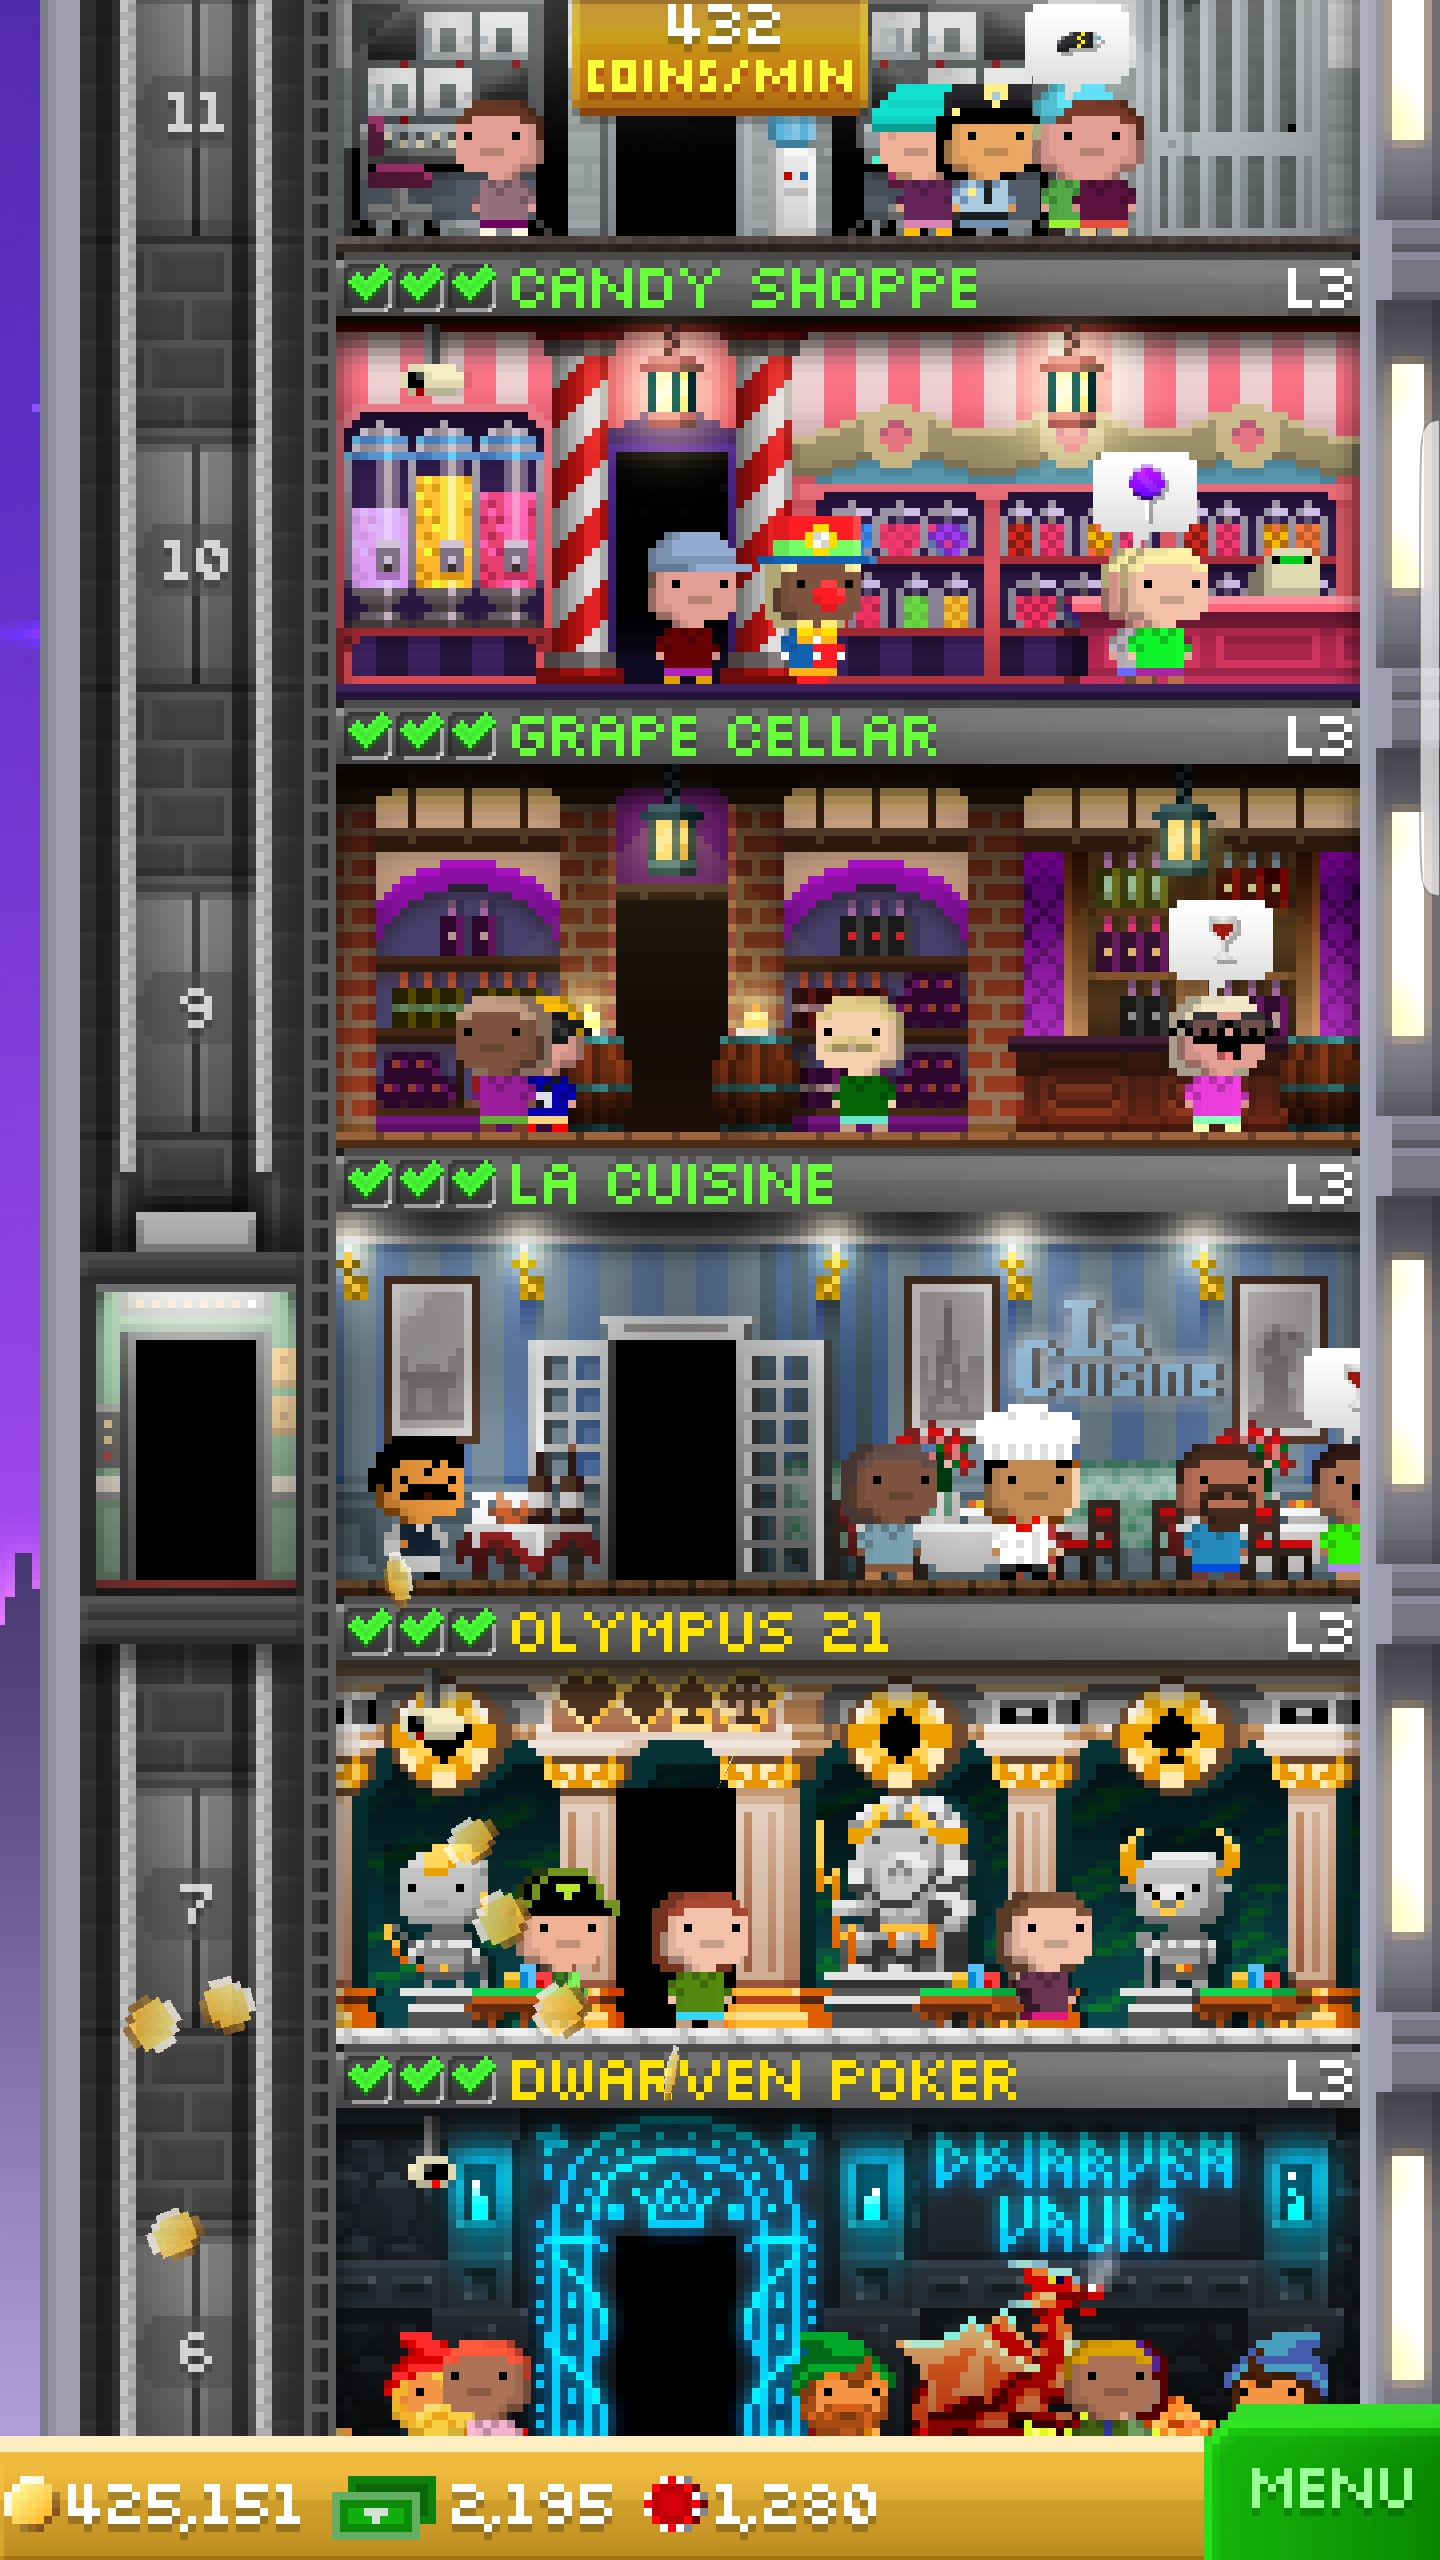 432
COINS/MIN
11
CANDY SHOPPE L3
10
GRAPE CELLAR L3
9
LA CUISINE L3
La
Cuisine
OLYMPUS 21 L3
7
DWARVEN POKER L3
DWARVEN
VAULT
6
425,151 2,195 1,280 MENU